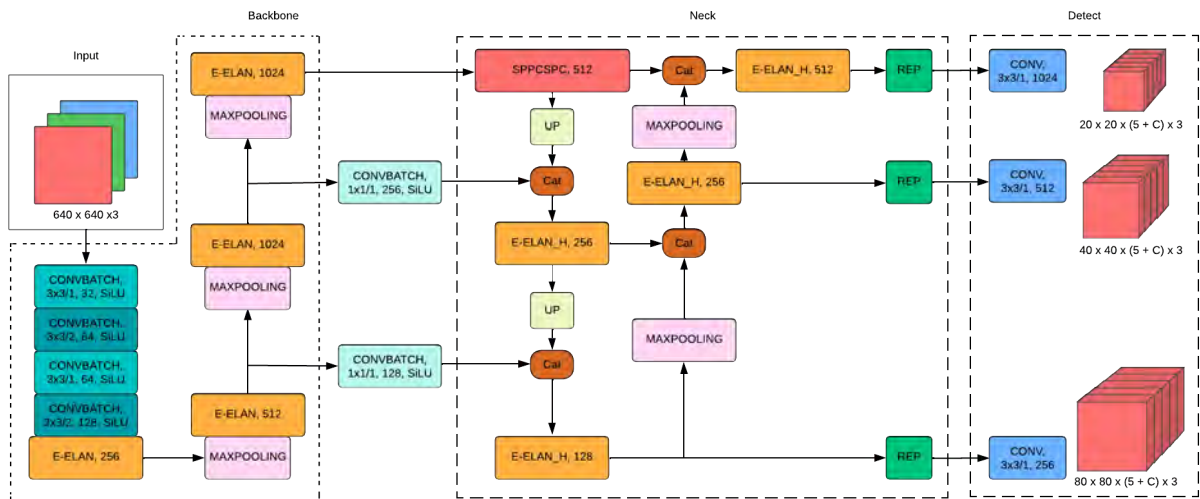 Input
640 x 640 x3
CONVBATCH,
3x3/1, 32, SiLU
CONVBATCH,
3x3/2, 64, SiLU
CONVBATCH,
3x3/1, 64, SiLU
CONVBATCH,
3x3/2, 128, SiLU
E-ELAN, 256
Backbone
E-ELAN, 1024
MAXPOOLING
E-ELAN, 1024
MAXPOOLING
E-ELAN, 512
MAXPOOLING
CONVBATCH,
1x1/1, 256, SiLU
CONVBATCH,
1x1/1, 128, SiLU
Neck
SPPCSPC, 512
UP
Cat
E-ELAN_H, 256
UP
Cat
E-ELAN_H, 128
Cat
MAXPOOLING
E-ELAN_H, 256
Cat
MAXPOOLING
E-ELAN_H, 512
REP
REP
REP
Detect
CONV,
3x3/1, 1024
20 x 20 x (5 + C) x 3
CONV,
3x3/1, 512
40 x 40 x (5 + C) x 3
CONV,
3x3/1, 256
80 x 80 x (5 + C) x 3